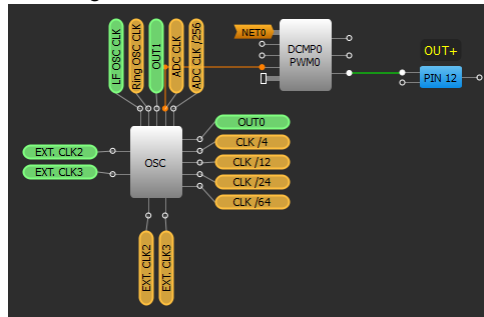 LF OSC CLK
Ring OSC CLK
OUT1
ADC CLK
ADC CLK /256
NET0
DCMP0
PWM0
OUT+
PIN 12
OUT0
CLK /4
CLK /12
CLK /24
CLK /64
EXT. CLK2
EXT. CLK3
OSC
EXT. CLK2
EXT. CLK3